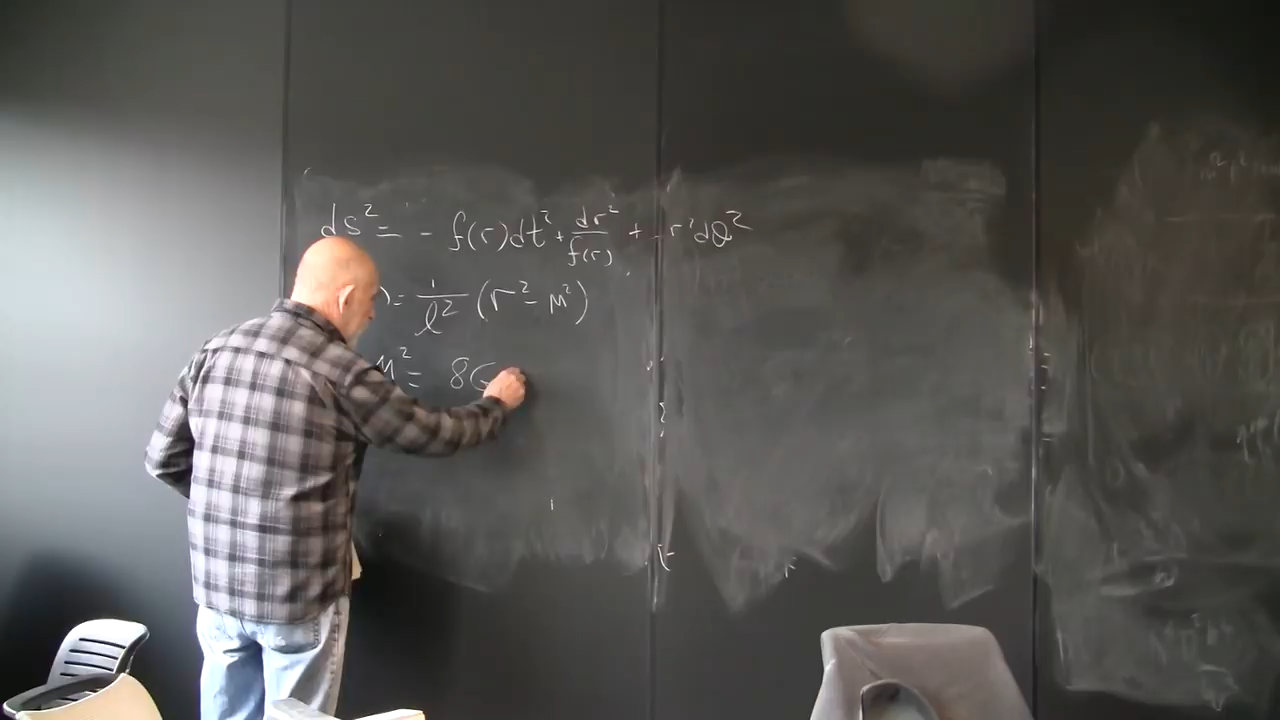 ds² = - f(r)dt² + dr²/f(r) + r²dθ²
) = 1/ℓ² (r² - μ²)
μ² = 8G